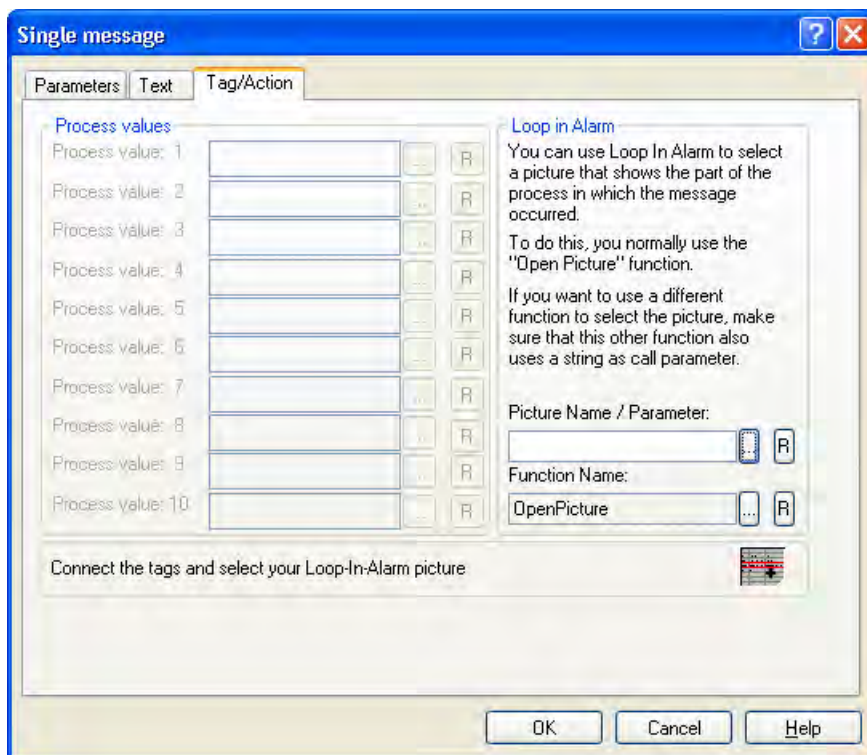 Single message
Parameters Text Tag/Action
Process values
Process value: 1 ... R
Process value: 2 ... R
Process value: 3 ... R
Process value: 4 ... R
Process value: 5 ... R
Process value: 6 ... R
Process value: 7 ... R
Process value: 8 ... R
Process value: 9 ... R
Process value: 10 ... R
Loop in Alarm
You can use Loop In Alarm to select
a picture that shows the part of the
process in which the message
occurred.
To do this, you normally use the
"Open Picture" function.
If you want to use a different
function to select the picture, make
sure that this other function also
uses a string as call parameter.
Picture Name / Parameter:
... R
Function Name:
OpenPicture ... R
Connect the tags and select your Loop-In-Alarm picture
OK Cancel Help